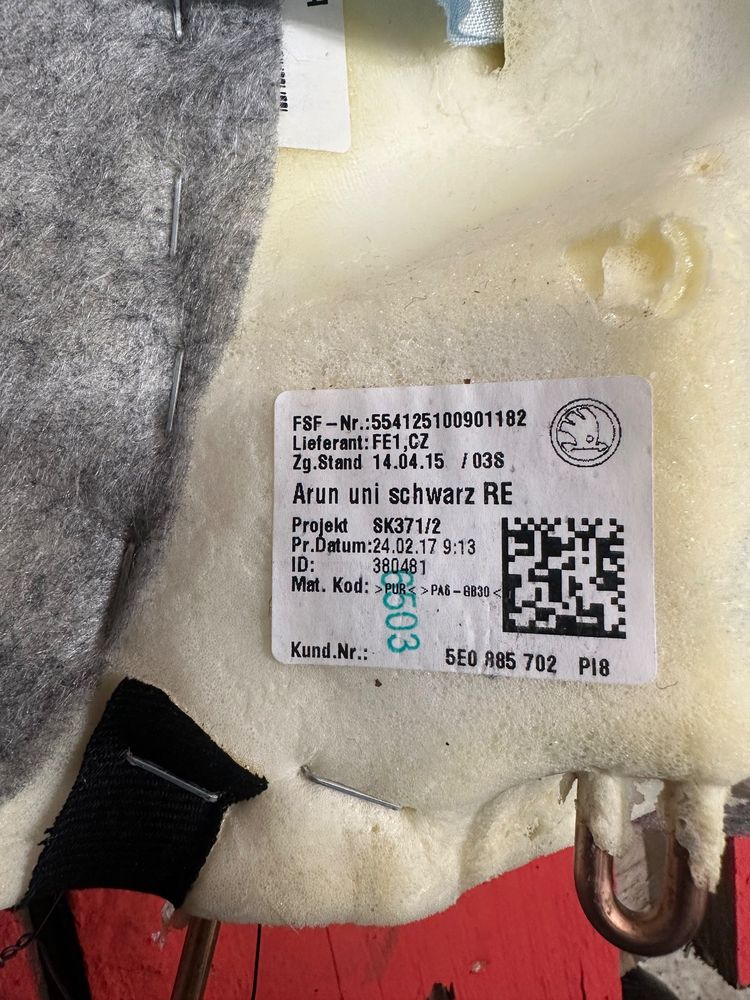 FSF-Nr.:554125100901182
Lieferant: FE1,CZ
Zg.Stand 14.04.15 / 03S
Arun uni schwarz RE
Projekt SK371/2
Pr.Datum:24.02.17 9:13
ID: 380481
Mat. Kod: >PUR< >PA6-GB30<
6503
Kund.Nr.: 5E0 885 702 PI8